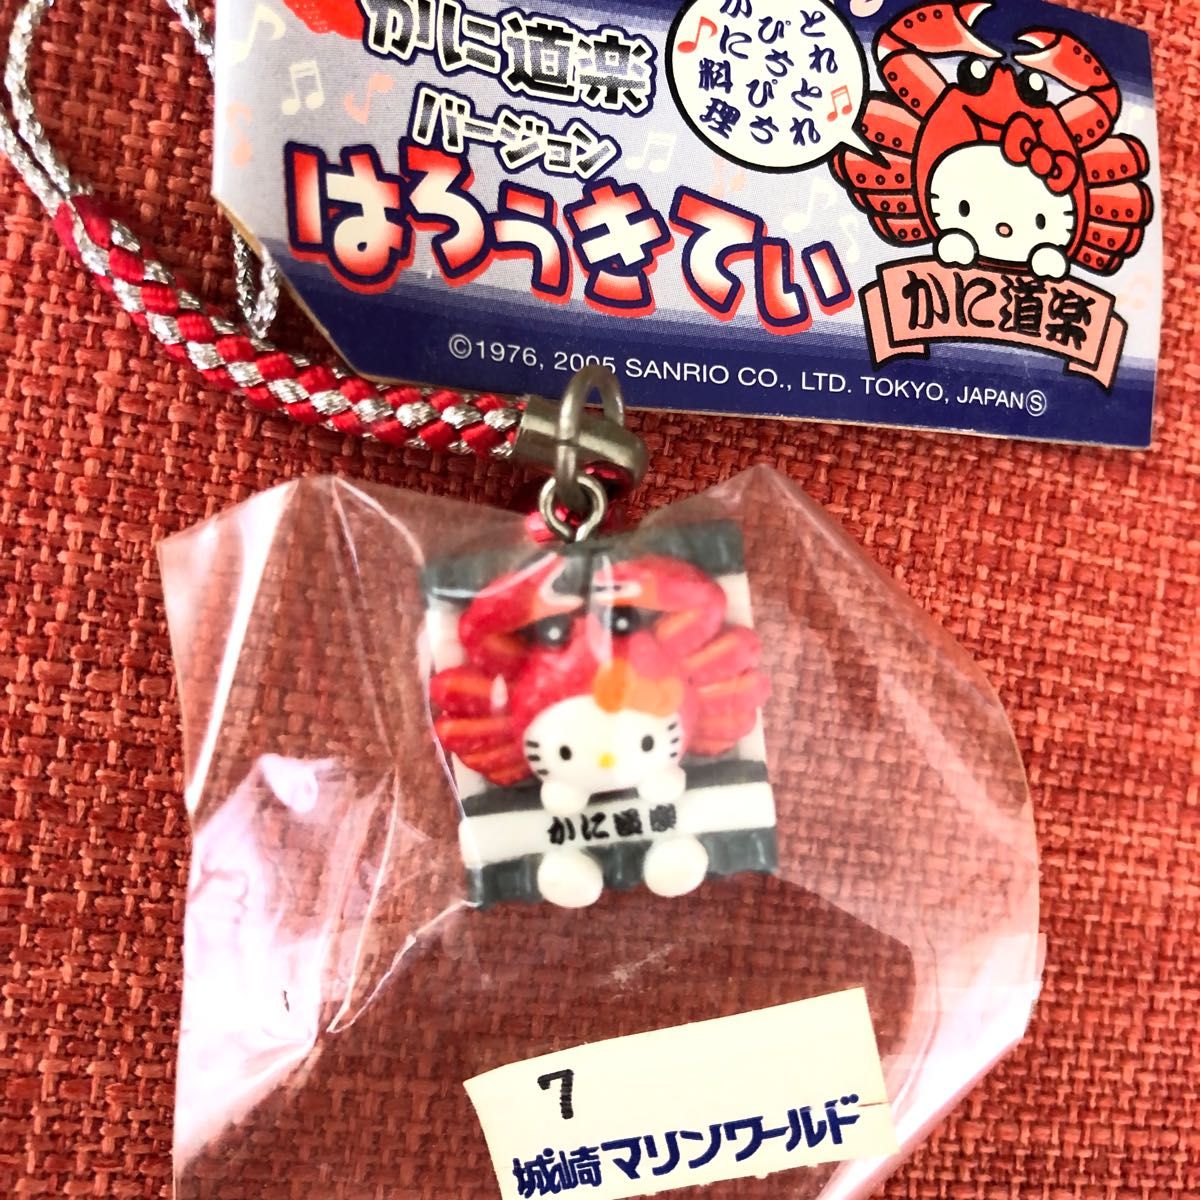 かに道楽
バージョン
はろうきてい
とれとれ
ぴちぴち
かに料理
かに道楽
©1976, 2005 SANRIO CO., LTD. TOKYO, JAPANⓈ
かに道楽
7
城崎マリンワールド